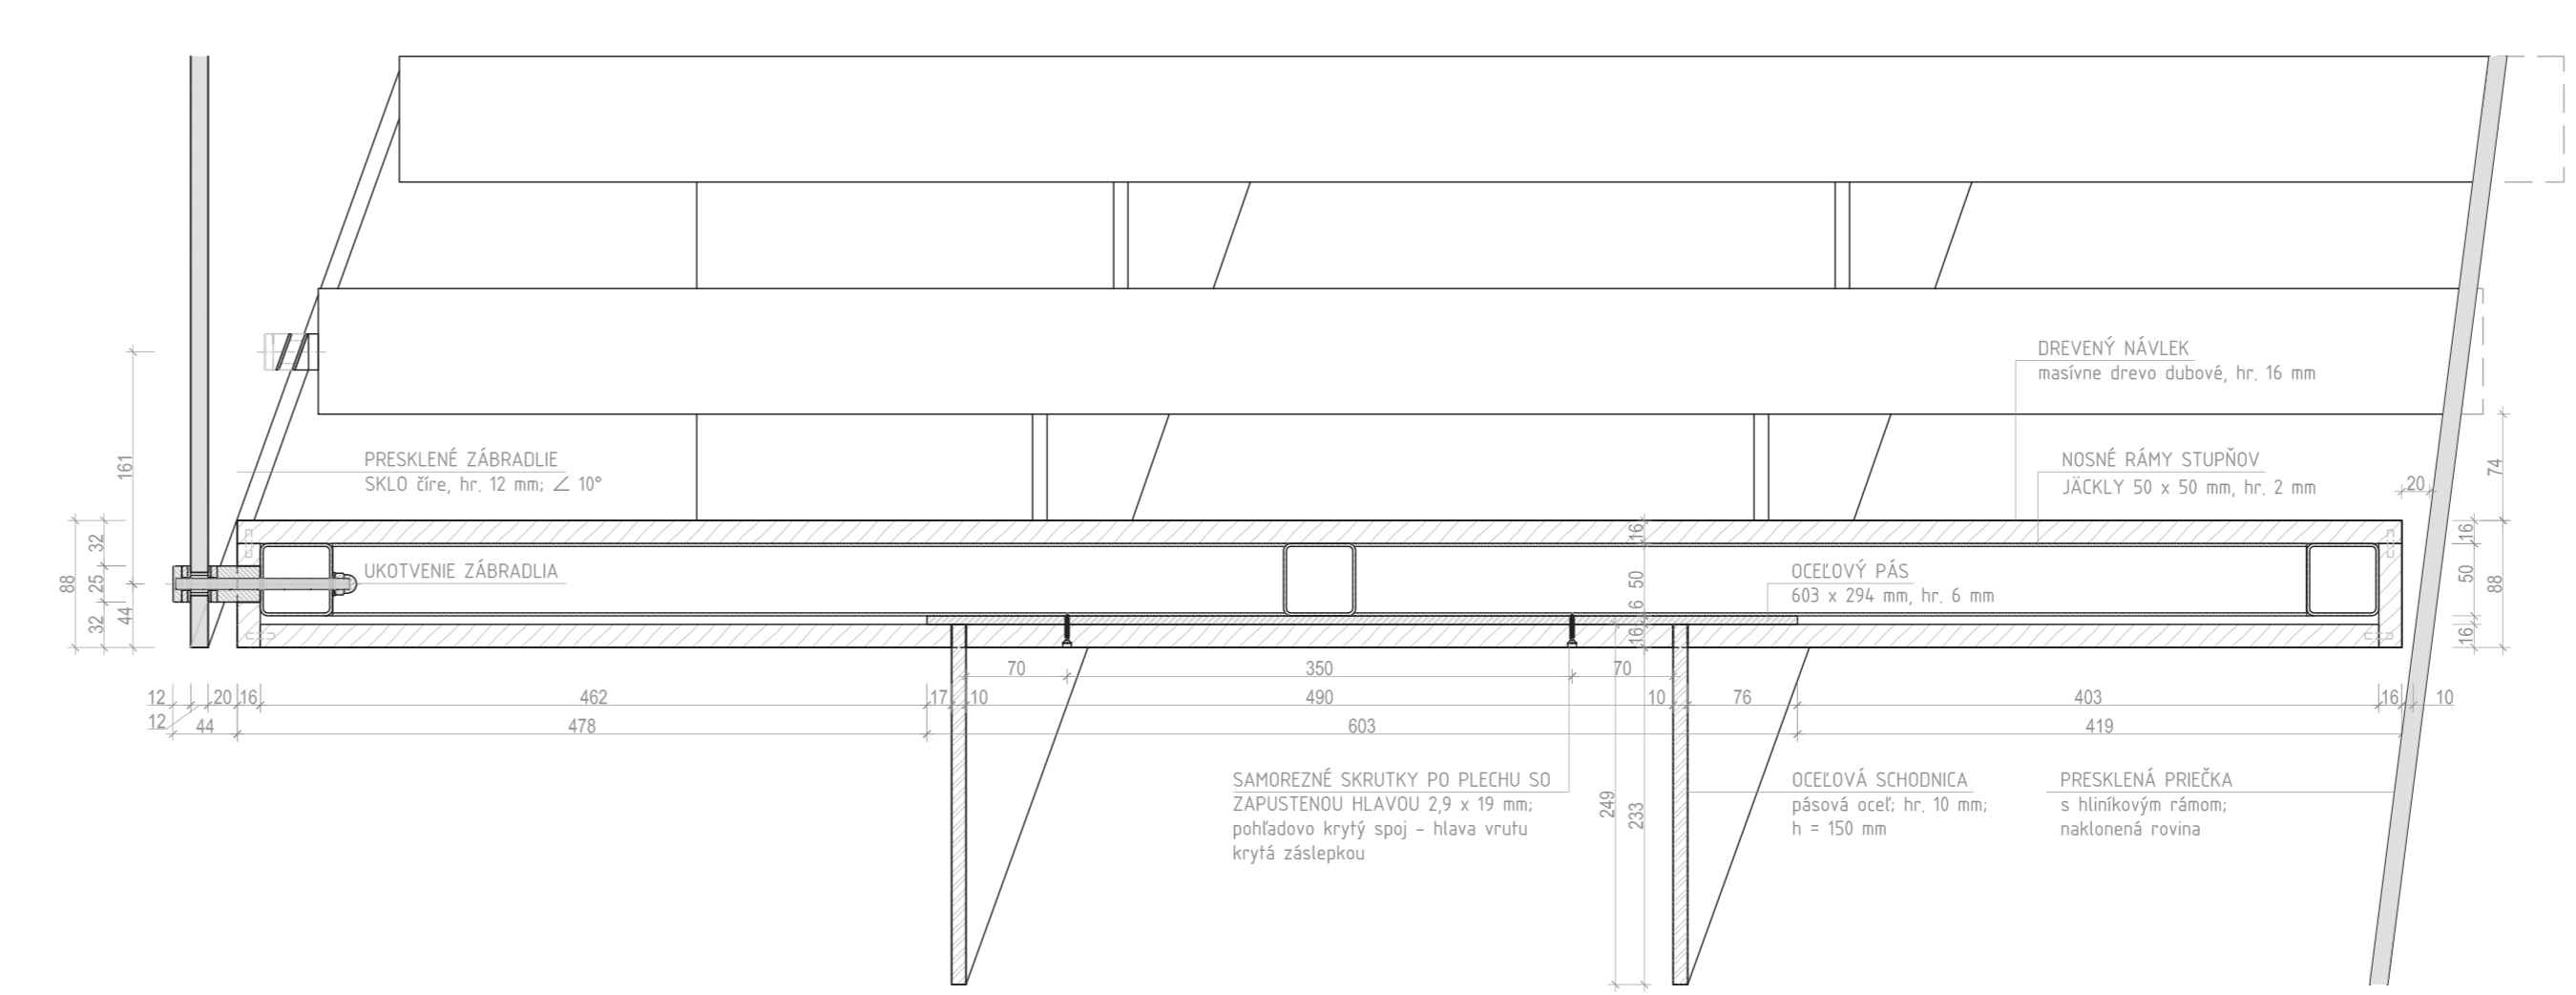 DREVENÝ NÁVLEK
masívne drevo dubové, hr. 16 mm
PRESKLENÉ ZÁBRADLIE
SKLO číre, hr. 12 mm; ∠ 10°
NOSNÉ RÁMY STUPŇOV
JÄCKLY 50 x 50 mm, hr. 2 mm
161
74
20
88
32
25
32
44
UKOTVENIE ZÁBRADLIA
16
50
6
16
OCEĽOVÝ PÁS
603 x 294 mm, hr. 6 mm
16
50
16
88
70
350
70
12
20
16
462
17
10
490
10
76
403
16
10
12
44
478
603
419
SAMOREZNÉ SKRUTKY PO PLECHU SO
ZAPUSTENOU HLAVOU 2,9 x 19 mm;
pohľadovo krytý spoj - hlava vrutu
krytá záslepkou
249
233
OCEĽOVÁ SCHODNICA
pásová oceľ; hr. 10 mm;
h = 150 mm
PRESKLENÁ PRIEČKA
s hliníkovým rámom;
naklonená rovina